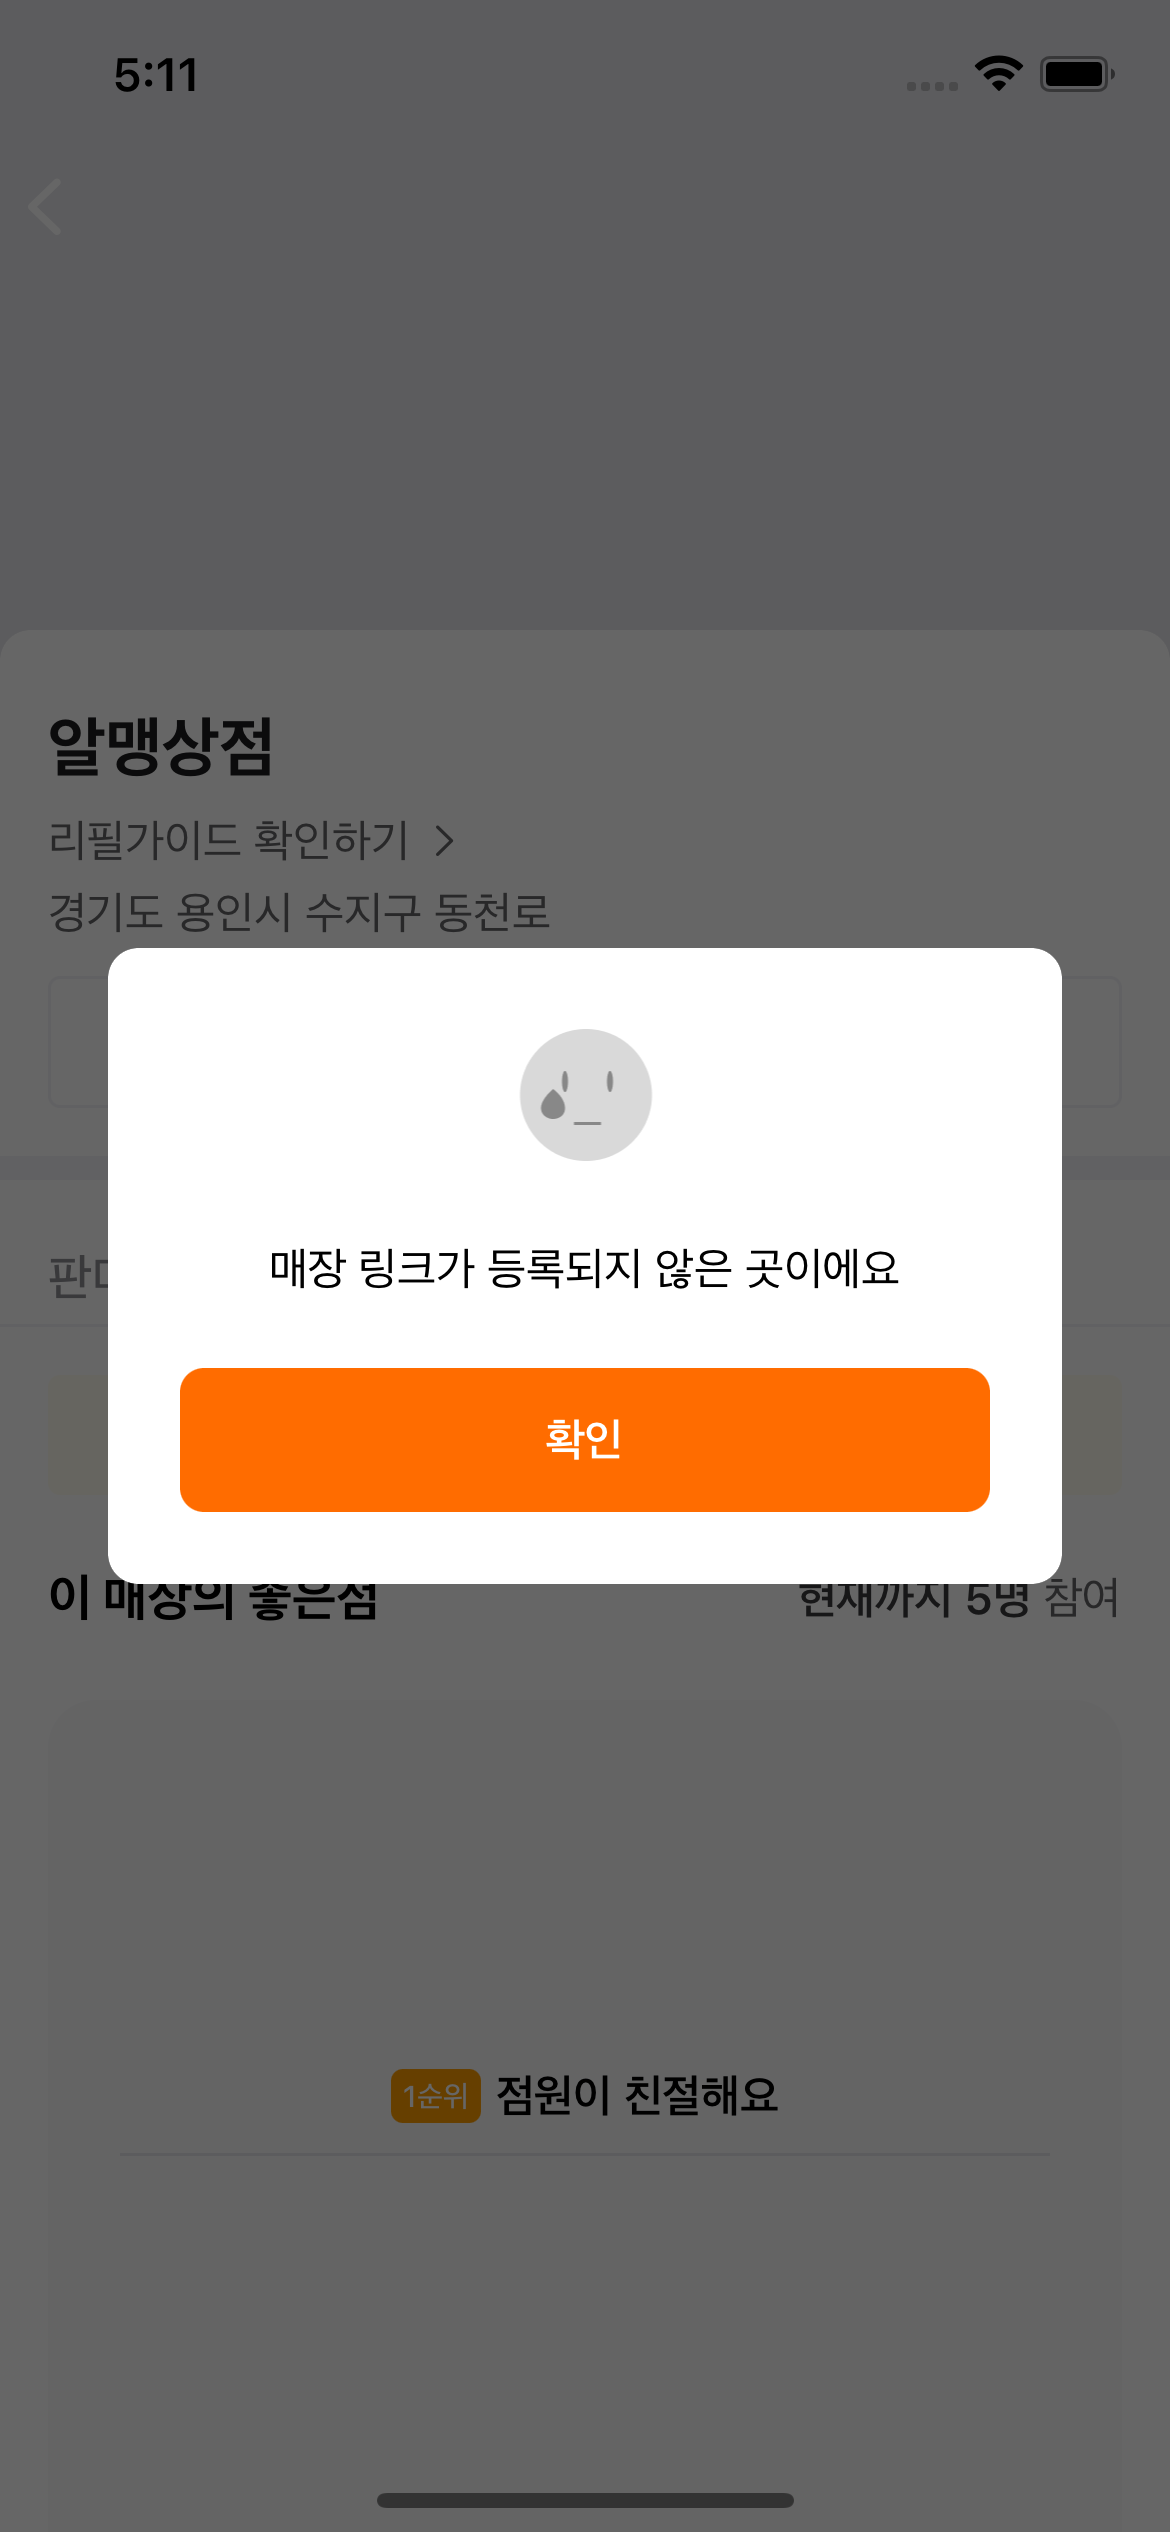 5:11
알맹상점
리필가이드 확인하기
경기도 용인시 수지구 동천로
매장 링크가 등록되지 않은 곳이에요
확인
이 매장의 좋은점
현재까지 5명 참여
1순위 점원이 친절해요